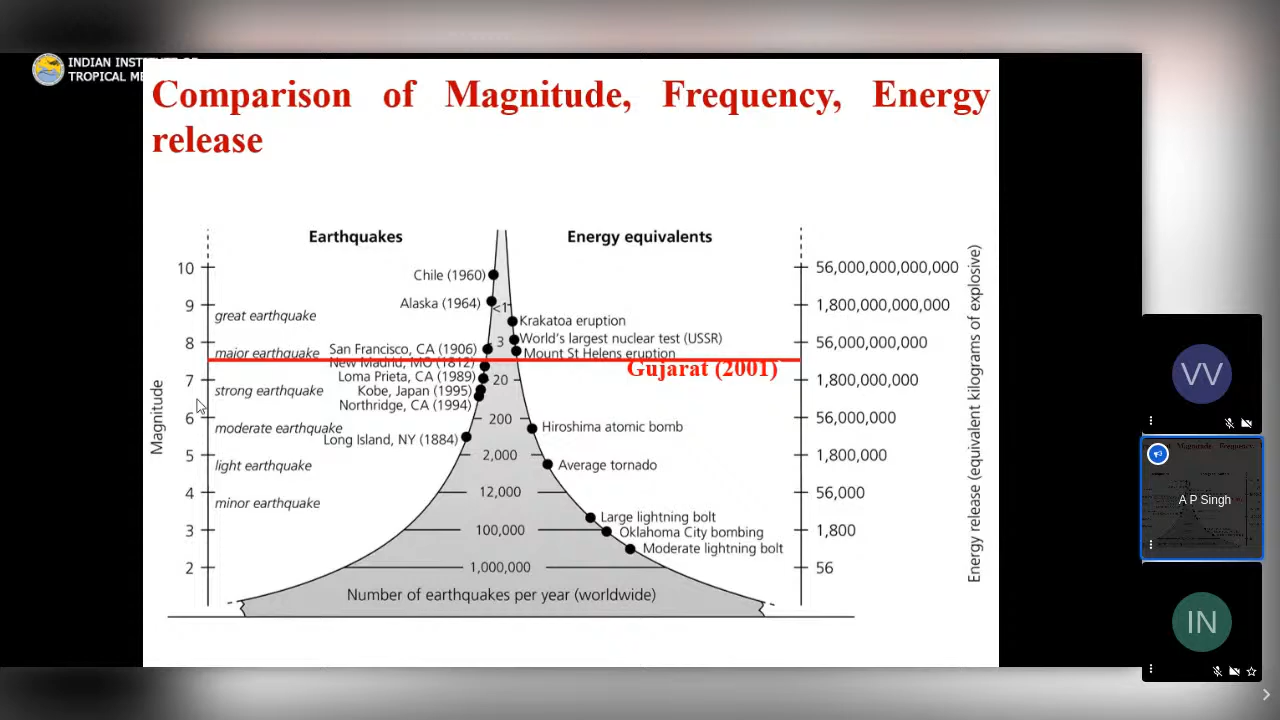 INDIAN INSTITUTE OF
TROPICAL ME
Comparison of Magnitude, Frequency, Energy
release
Earthquakes
Energy equivalents
10
9
8
7
6
5
4
3
2
Magnitude
great earthquake
major earthquake
strong earthquake
moderate earthquake
light earthquake
minor earthquake
Chile (1960)
Alaska (1964)
San Francisco, CA (1906)
New Madrid, MO (1812)
Loma Prieta, CA (1989)
Kobe, Japan (1995)
Northridge, CA (1994)
Long Island, NY (1884)
<1
3
20
200
2,000
12,000
100,000
1,000,000
Number of earthquakes per year (worldwide)
Krakatoa eruption
World's largest nuclear test (USSR)
Mount St Helens eruption
Gujarat (2001)
Hiroshima atomic bomb
Average tornado
Large lightning bolt
Oklahoma City bombing
Moderate lightning bolt
56,000,000,000,000
1,800,000,000,000
56,000,000,000
1,800,000,000
56,000,000
1,800,000
56,000
1,800
56
Energy release (equivalent kilograms of explosive)
VV
A P Singh
IN